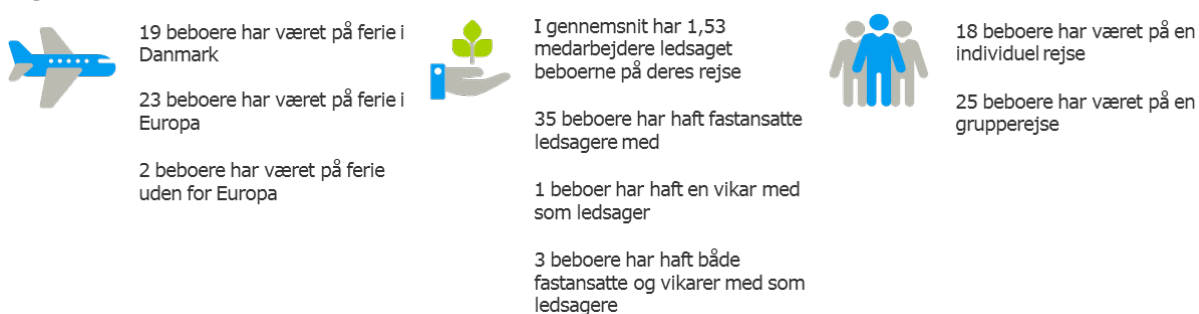 19 beboere har været på ferie i
Danmark
23 beboere har været på ferie i
Europa
2 beboere har været på ferie
uden for Europa
I gennemsnit har 1,53
medarbejdere ledsaget
beboerne på deres rejse
35 beboere har haft fastansatte
ledsagere med
1 beboer har haft en vikar med
som ledsager
3 beboere har haft både
fastansatte og vikarer med som
ledsagere
18 beboere har været på en
individuel rejse
25 beboere har været på en
grupperejse